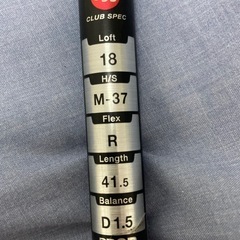 CLUB SPEC
Loft
18
H/S
M-37
Flex
R
Length
41.5
Balance
D1.5